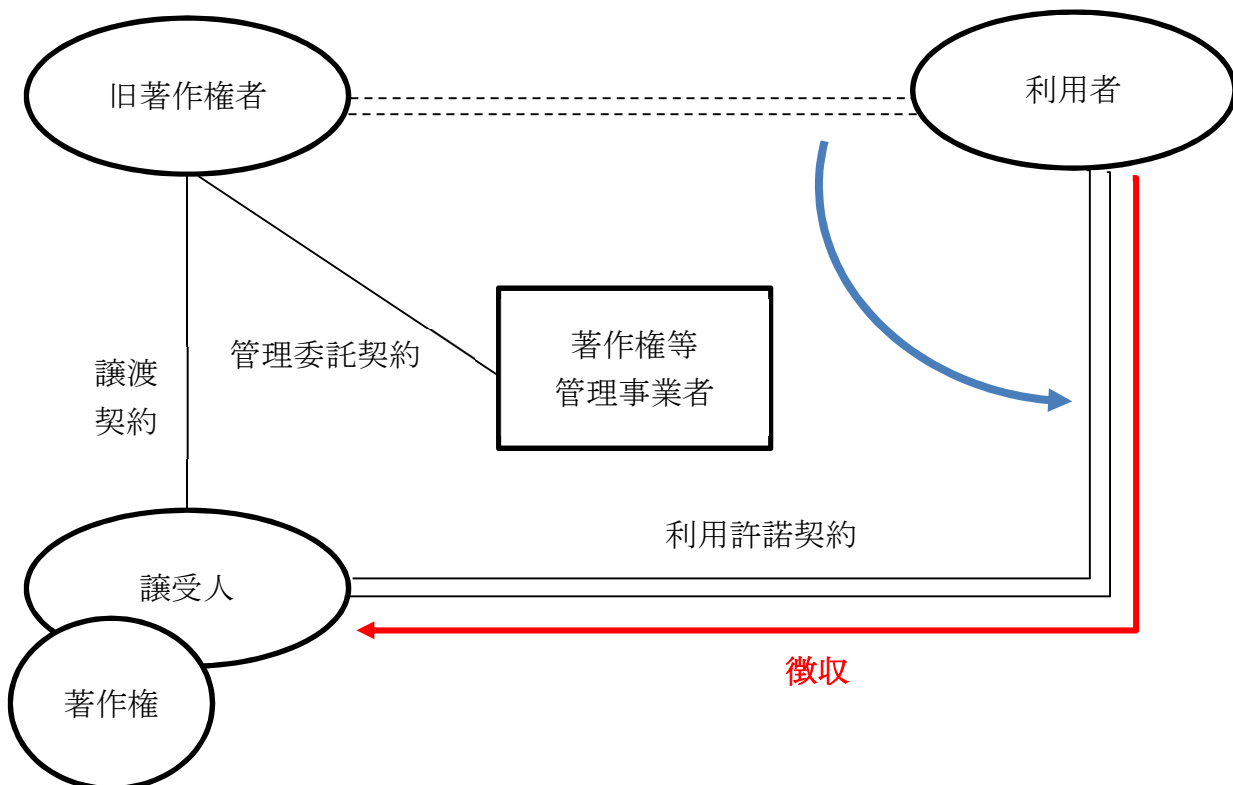 旧著作権者
利用者
管理委託契約
著作権等
管理事業者
譲渡
契約
利用許諾契約
譲受人
徴収
著作権